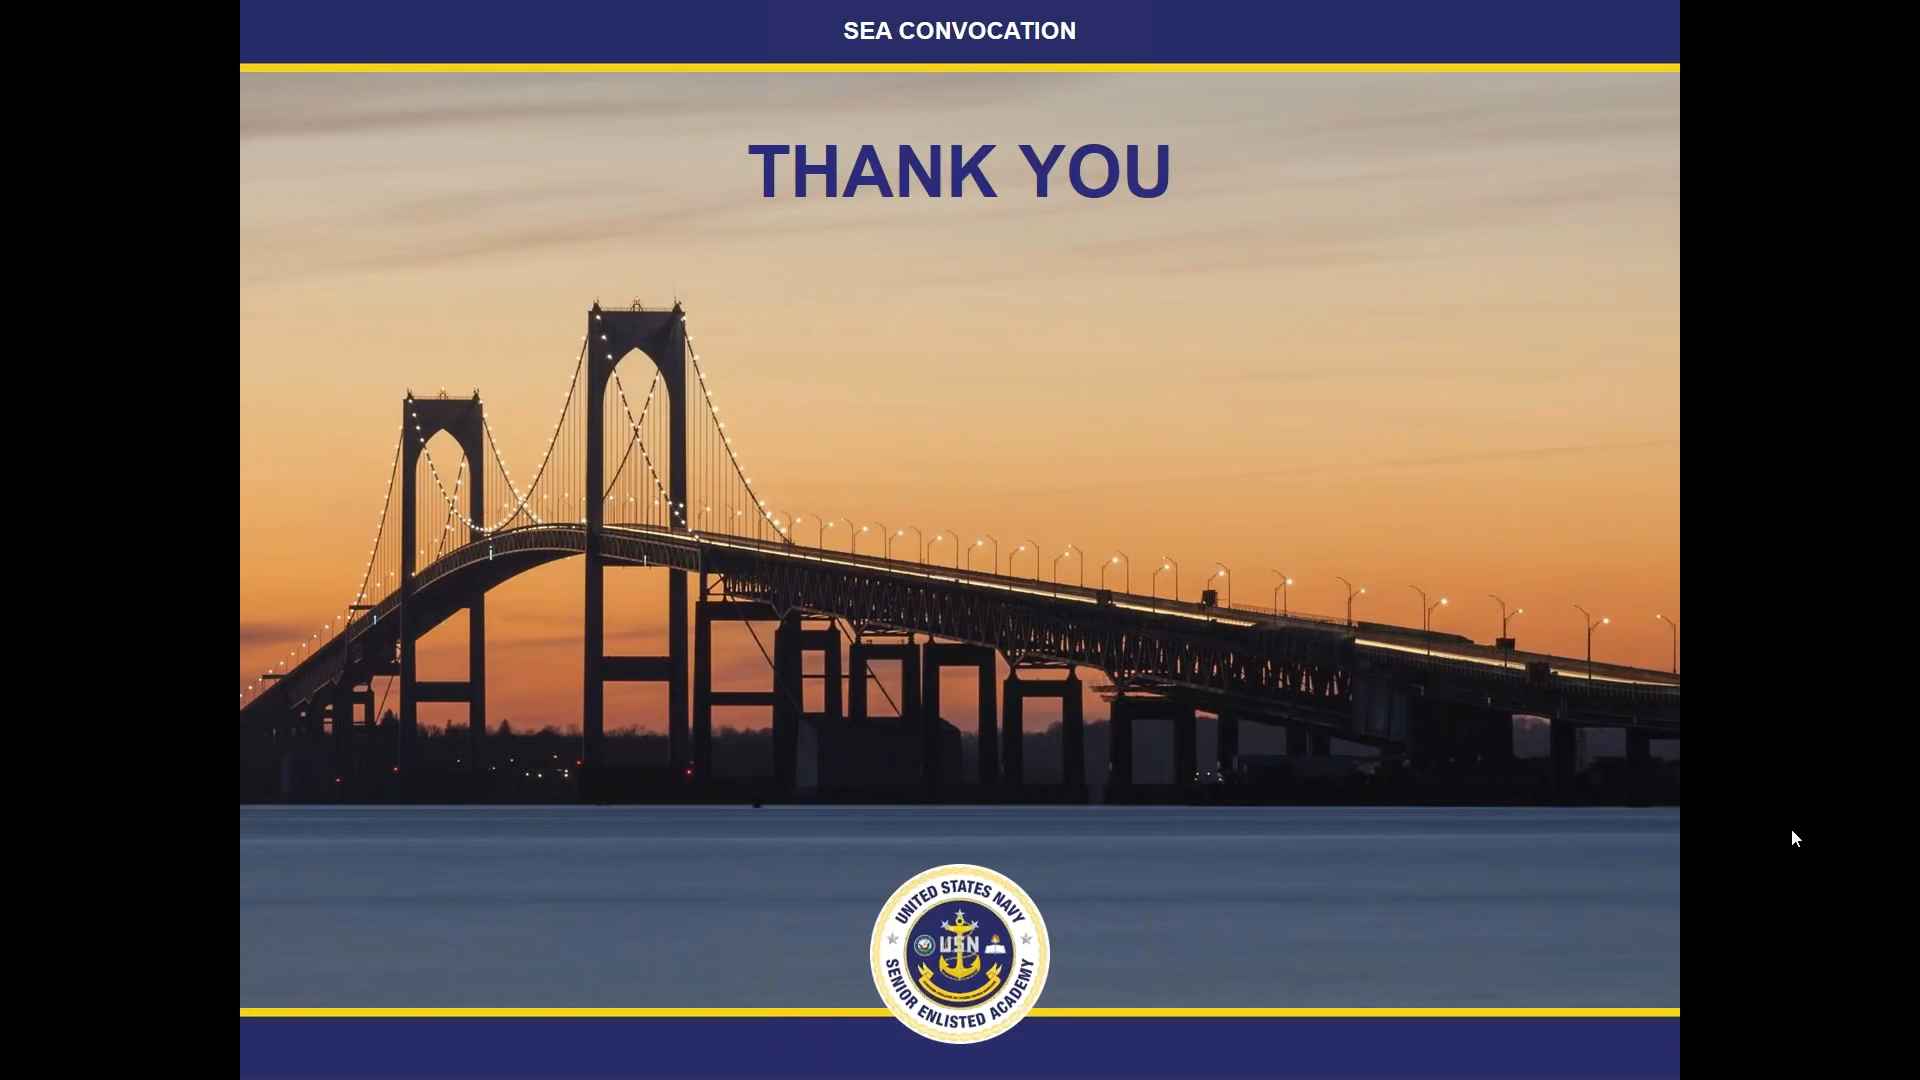 SEA CONVOCATION
THANK YOU
UNITED STATES NAVY
USN
SENIOR ENLISTED ACADEMY